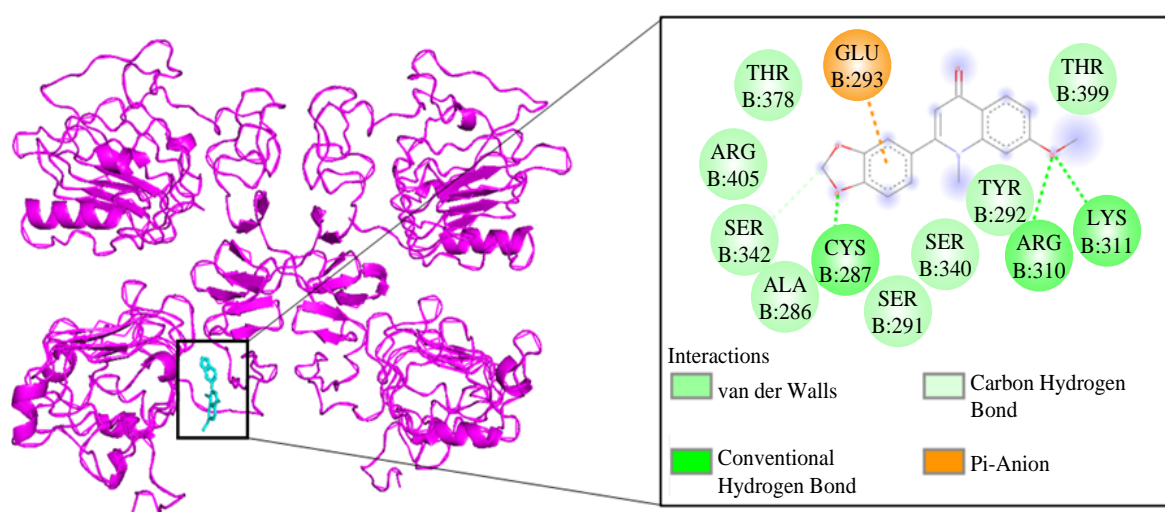 GLU
B:293
THR
B:378
THR
B:399
ARG
B:405
TYR
B:292
SER
B:342
CYS
B:287
SER
B:340
ARG
B:310
LYS
B:311
ALA
B:286
SER
B:291
Interactions
van der Walls
Carbon Hydrogen
Bond
Conventional
Hydrogen Bond
Pi-Anion